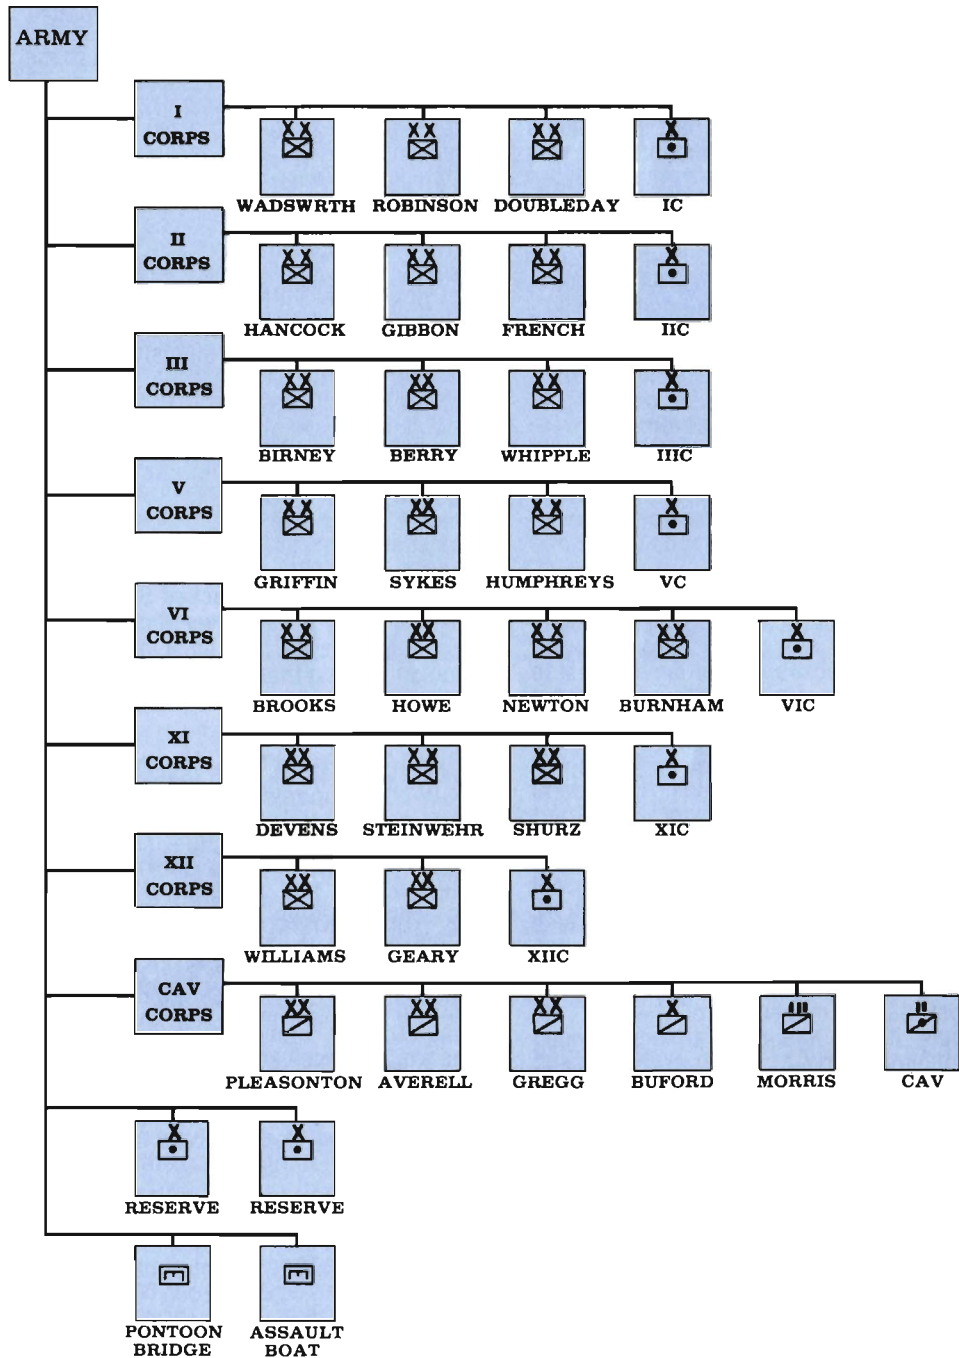 ARMY
I
CORPS
WADSWRTH ROBINSON DOUBLEDAY IC
II
CORPS
HANCOCK GIBBON FRENCH IIC
III
CORPS
BIRNEY BERRY WHIPPLE IIIC
V
CORPS
GRIFFIN SYKES HUMPHREYS VC
VI
CORPS
BROOKS HOWE NEWTON BURNHAM VIC
XI
CORPS
DEVENS STEINWEHR SHURZ XIC
XII
CORPS
WILLIAMS GEARY XIIC
CAV
CORPS
PLEASONTON AVERELL GREGG BUFORD MORRIS CAV
RESERVE RESERVE
PONTOON ASSAULT
BRIDGE BOAT